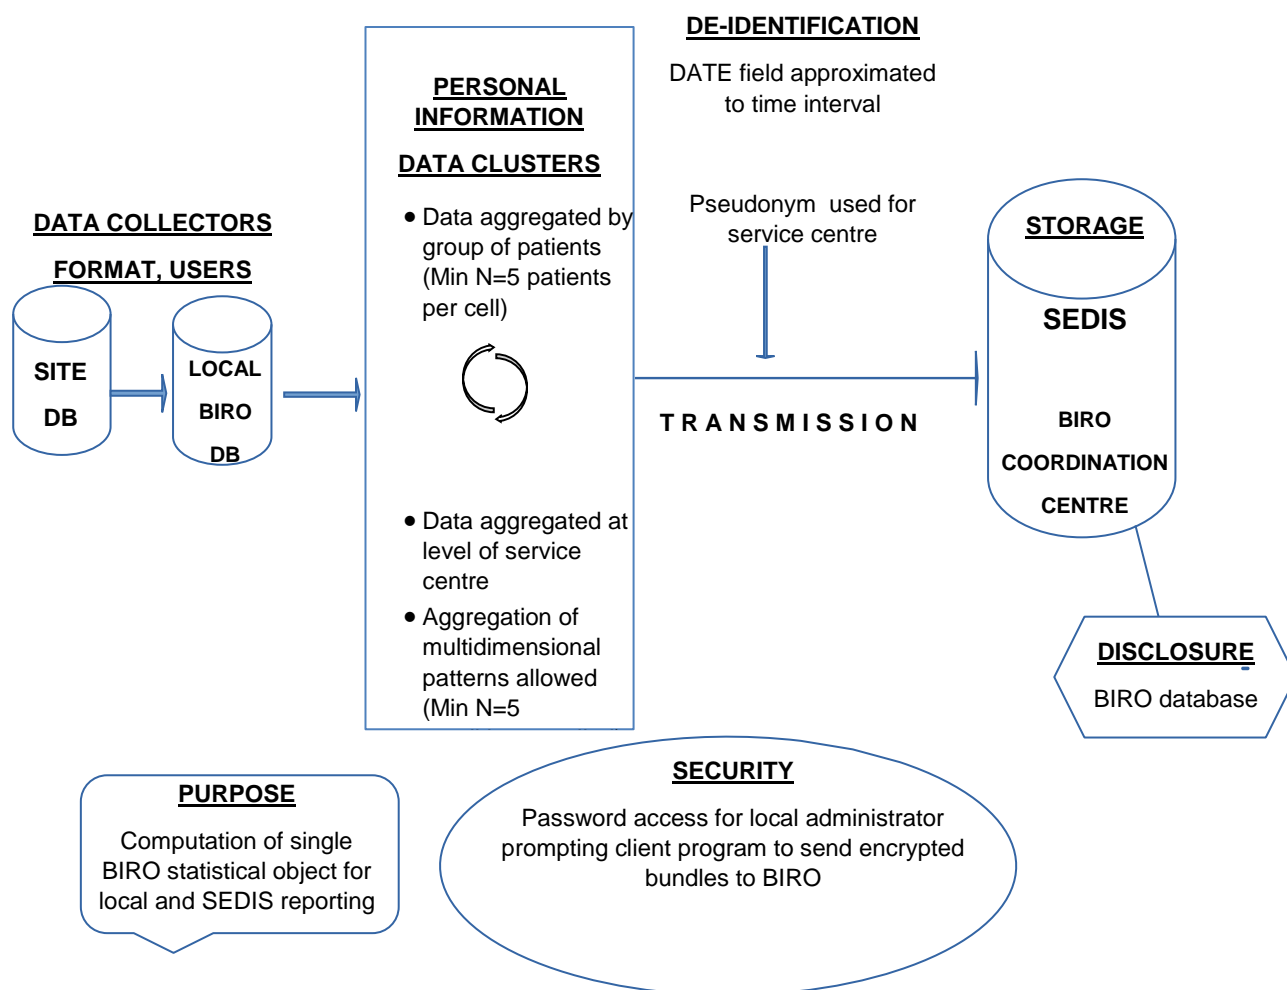 DATA COLLECTORS
FORMAT, USERS
SITE
DB
LOCAL
BIRO
DB
PERSONAL
INFORMATION
DATA CLUSTERS
• Data aggregated by
group of patients
(Min N=5 patients
per cell)
• Data aggregated at
level of service
centre
• Aggregation of
multidimensional
patterns allowed
(Min N=5
DE-IDENTIFICATION
DATE field approximated
to time interval
Pseudonym used for
service centre
TRANSMISSION
STORAGE
SEDIS
BIRO
COORDINATION
CENTRE
DISCLOSURE
BIRO database
PURPOSE
Computation of single
BIRO statistical object for
local and SEDIS reporting
SECURITY
Password access for local administrator
prompting client program to send encrypted
bundles to BIRO